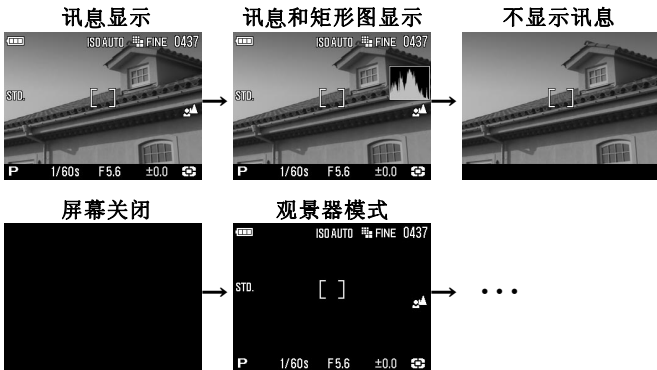 讯息显示
讯息和矩形图显示
不显示讯息
ISO AUTO FINE 0437
STD.
P 1/60s F5.6 ±0.0
ISO AUTO FINE 0437
STD.
P 1/60s F5.6 ±0.0
屏幕关闭
观景器模式
ISO AUTO FINE 0437
STD.
P 1/60s F5.6 ±0.0
• • •